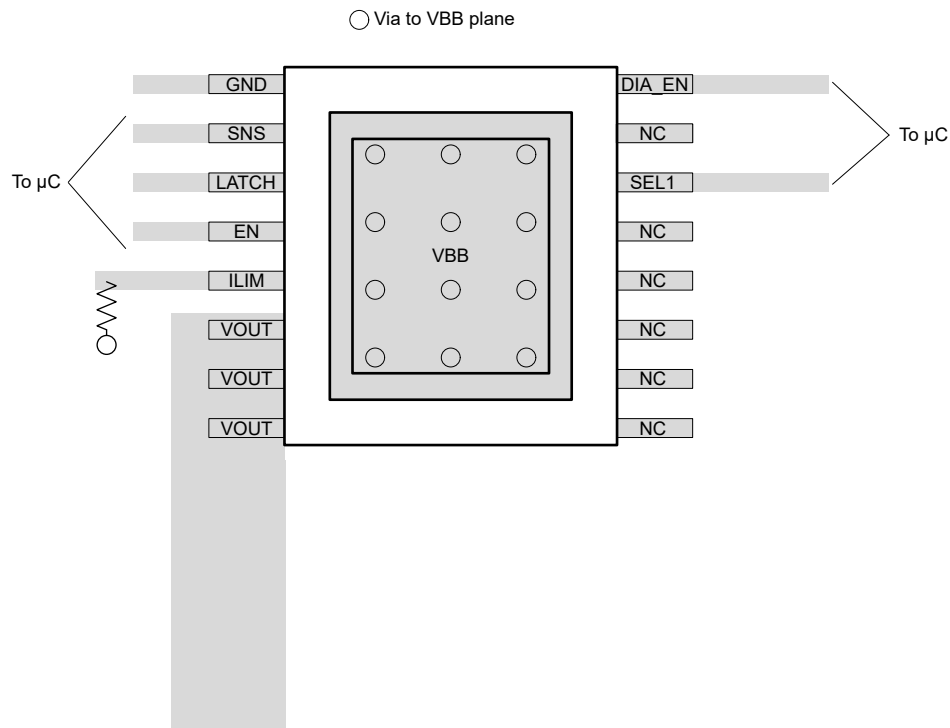 Via to VBB plane
GND
DIA_EN
SNS
NC
To µC
To µC
LATCH
SEL1
EN
NC
VBB
ILIM
NC
VOUT
NC
VOUT
NC
VOUT
NC